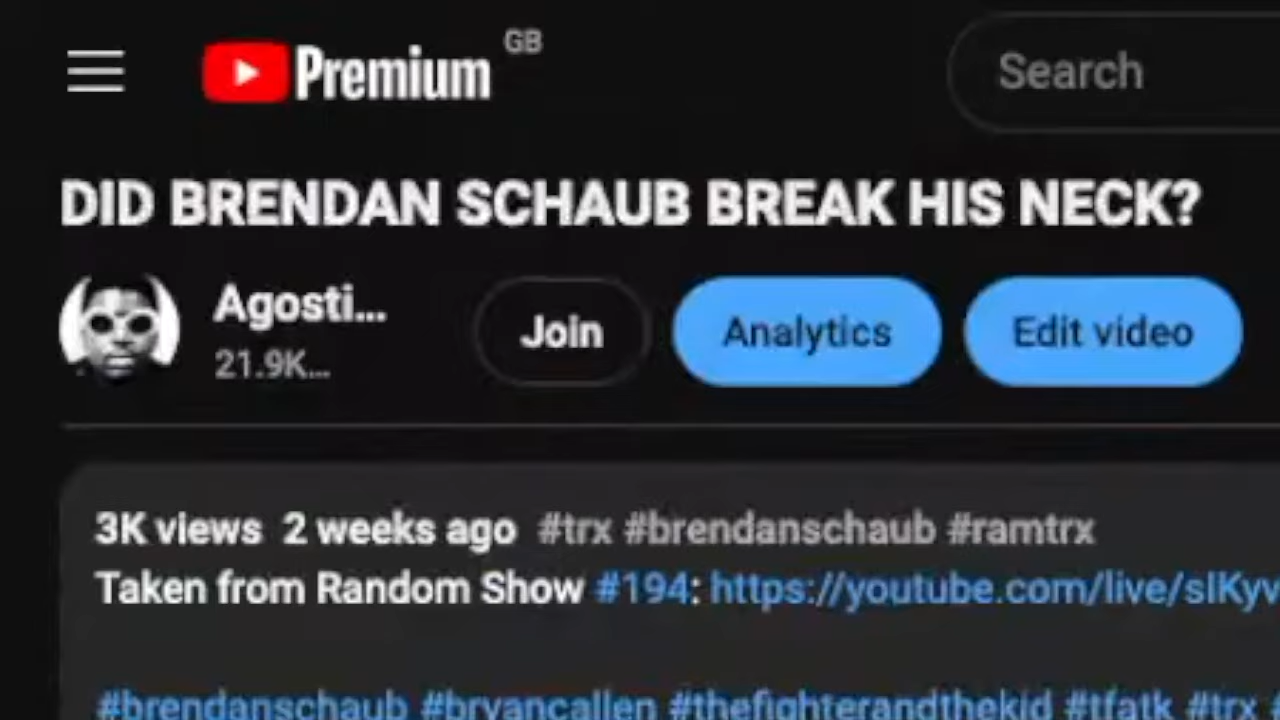 Premium GB
Search
DID BRENDAN SCHAUB BREAK HIS NECK?
Agosti...
21.9K...
Join
Analytics
Edit video
3K views 2 weeks ago #trx #brendanschaub #ramtrx
Taken from Random Show #194: https://youtube.com/live/slKyv
#brendanschaub #bryancallen #thefighterandthekid #tfatk #trx #